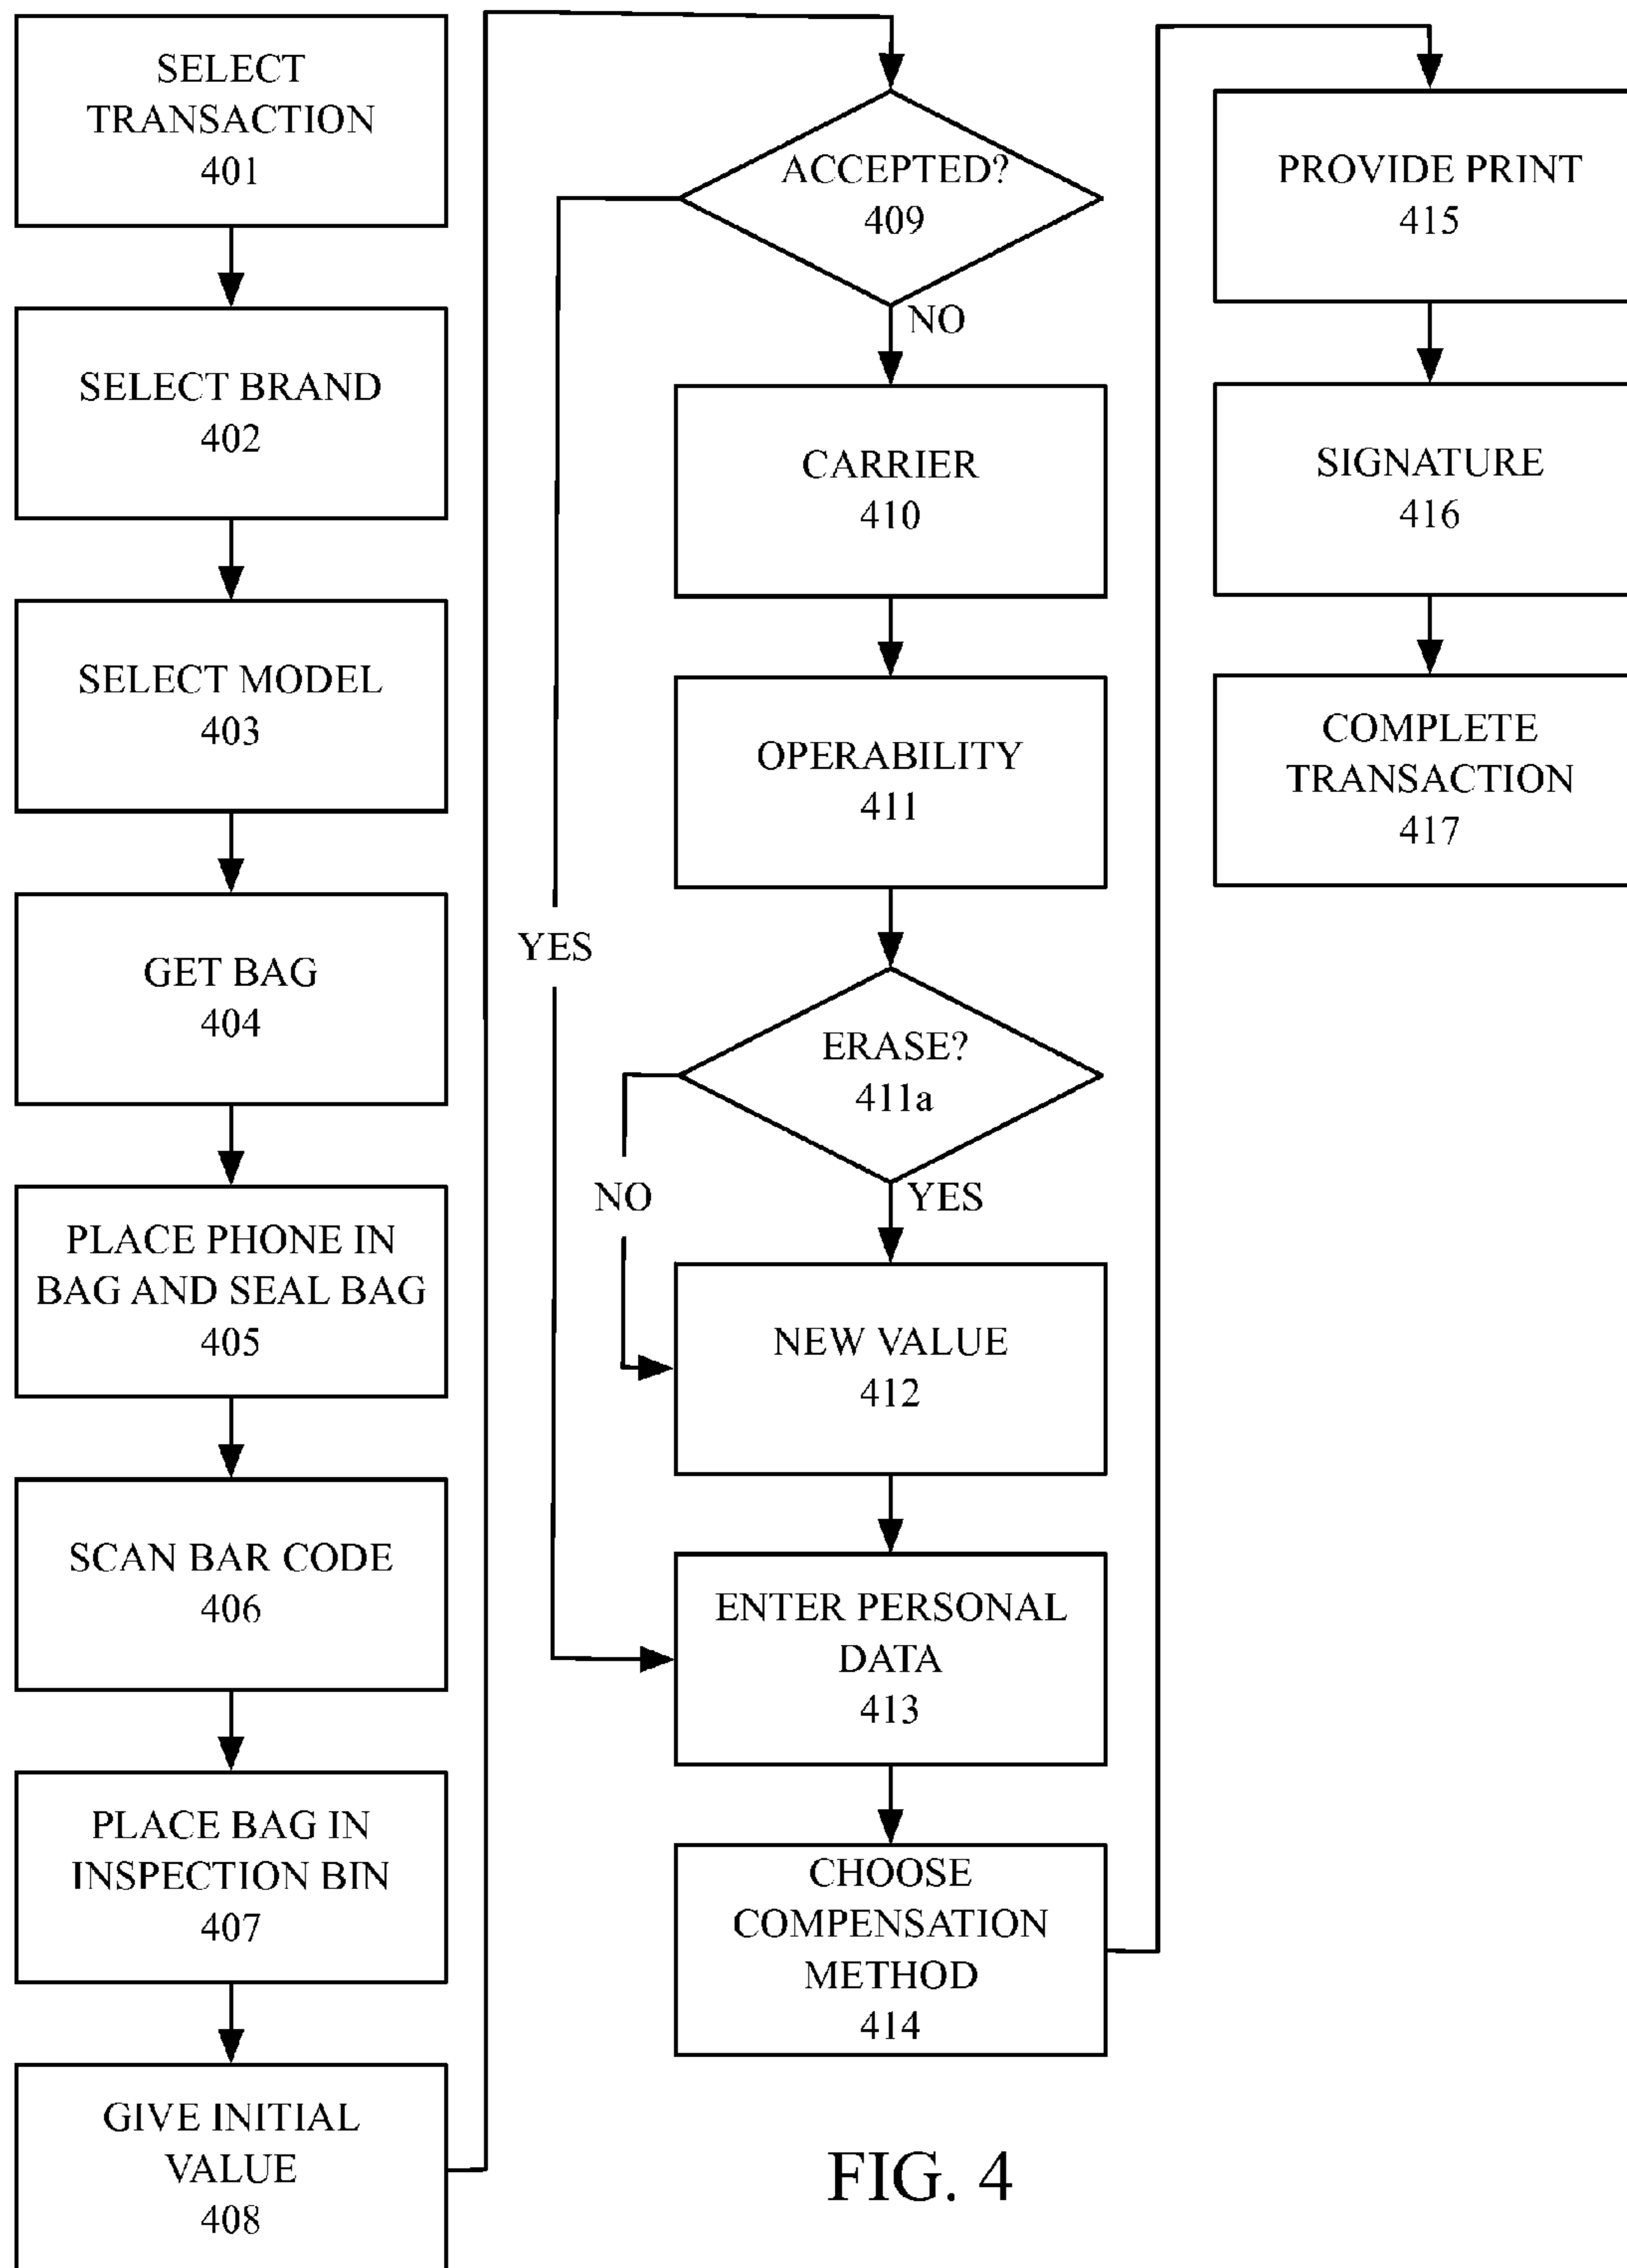 SELECT
TRANSACTION
401
SELECT BRAND
402
SELECT MODEL
403
GET BAG
404
PLACE PHONE IN
BAG AND SEAL BAG
405
SCAN BAR CODE
406
PLACE BAG IN
INSPECTION BIN
407
GIVE INITIAL
VALUE
408
ACCEPTED?
409
NO
YES
CARRIER
410
OPERABILITY
411
ERASE?
411a
NO
YES
NEW VALUE
412
ENTER PERSONAL
DATA
413
CHOOSE
COMPENSATION
METHOD
414
PROVIDE PRINT
415
SIGNATURE
416
COMPLETE
TRANSACTION
417
FIG. 4